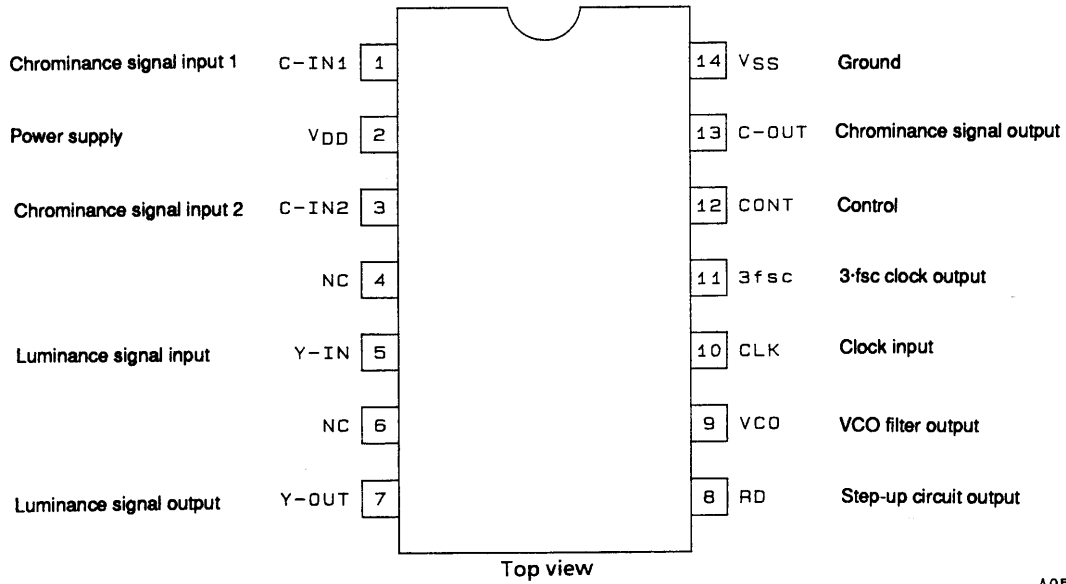 Chrominance signal input 1 C-IN1 1 14 VSS Ground
Power supply VDD 2 13 C-OUT Chrominance signal output
Chrominance signal input 2 C-IN2 3 12 CONT Control
NC 4 11 3fsc 3·fsc clock output
Luminance signal input Y-IN 5 10 CLK Clock input
NC 6 9 VCO VCO filter output
Luminance signal output Y-OUT 7 8 RD Step-up circuit output
Top view